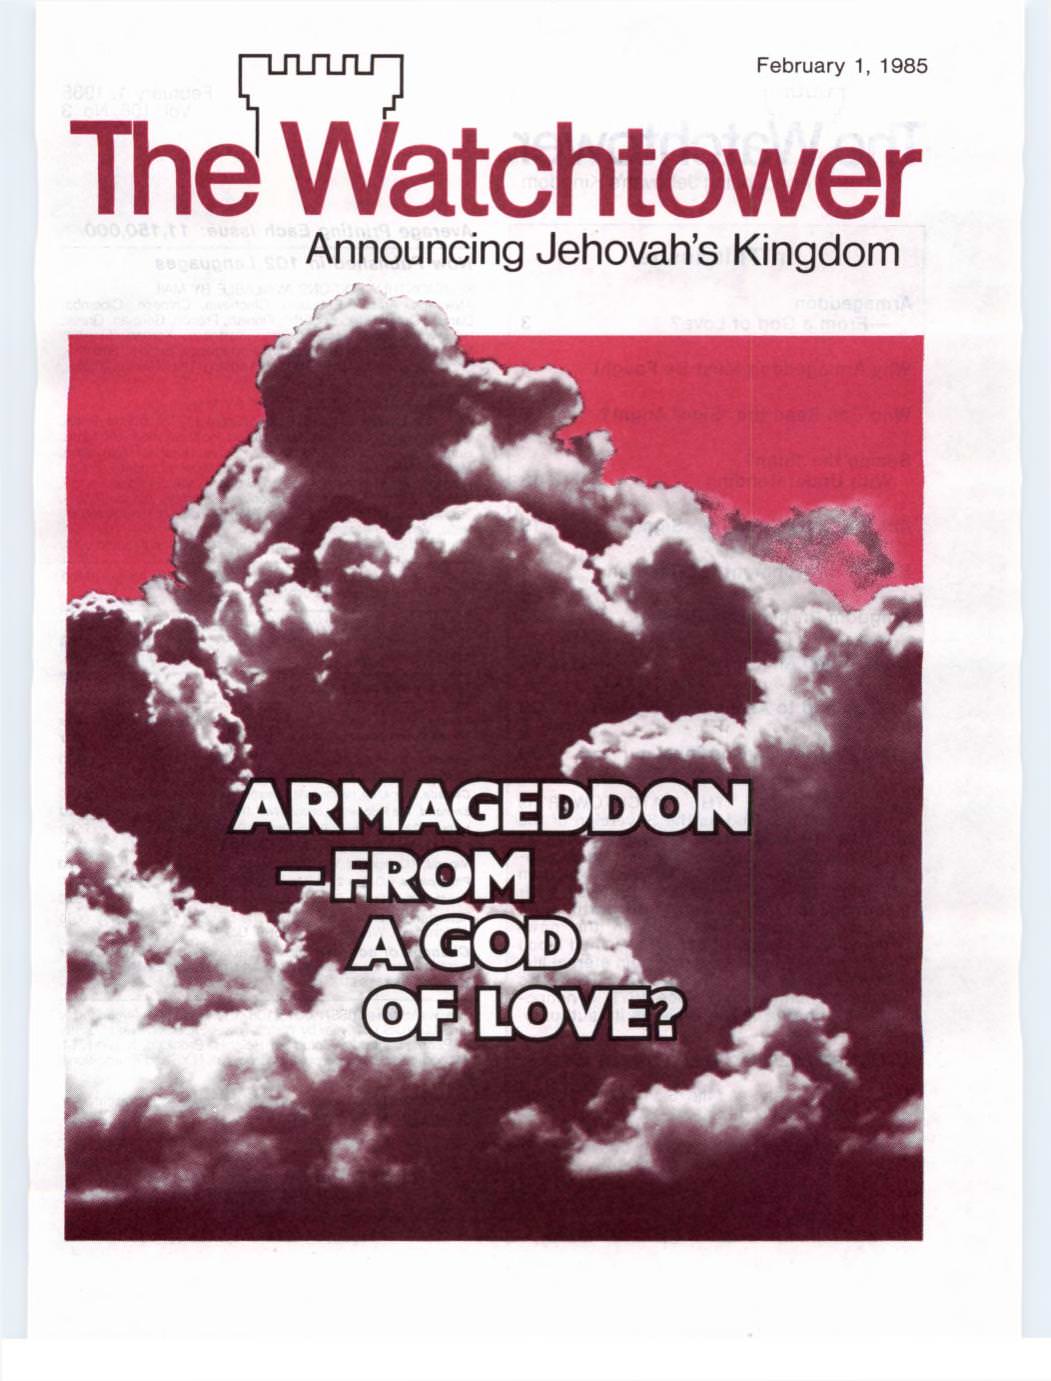 February 1, 1985
The Watchtower
Announcing Jehovah's Kingdom
ARMAGEDDON
–FROM
A GOD
OF LOVE?